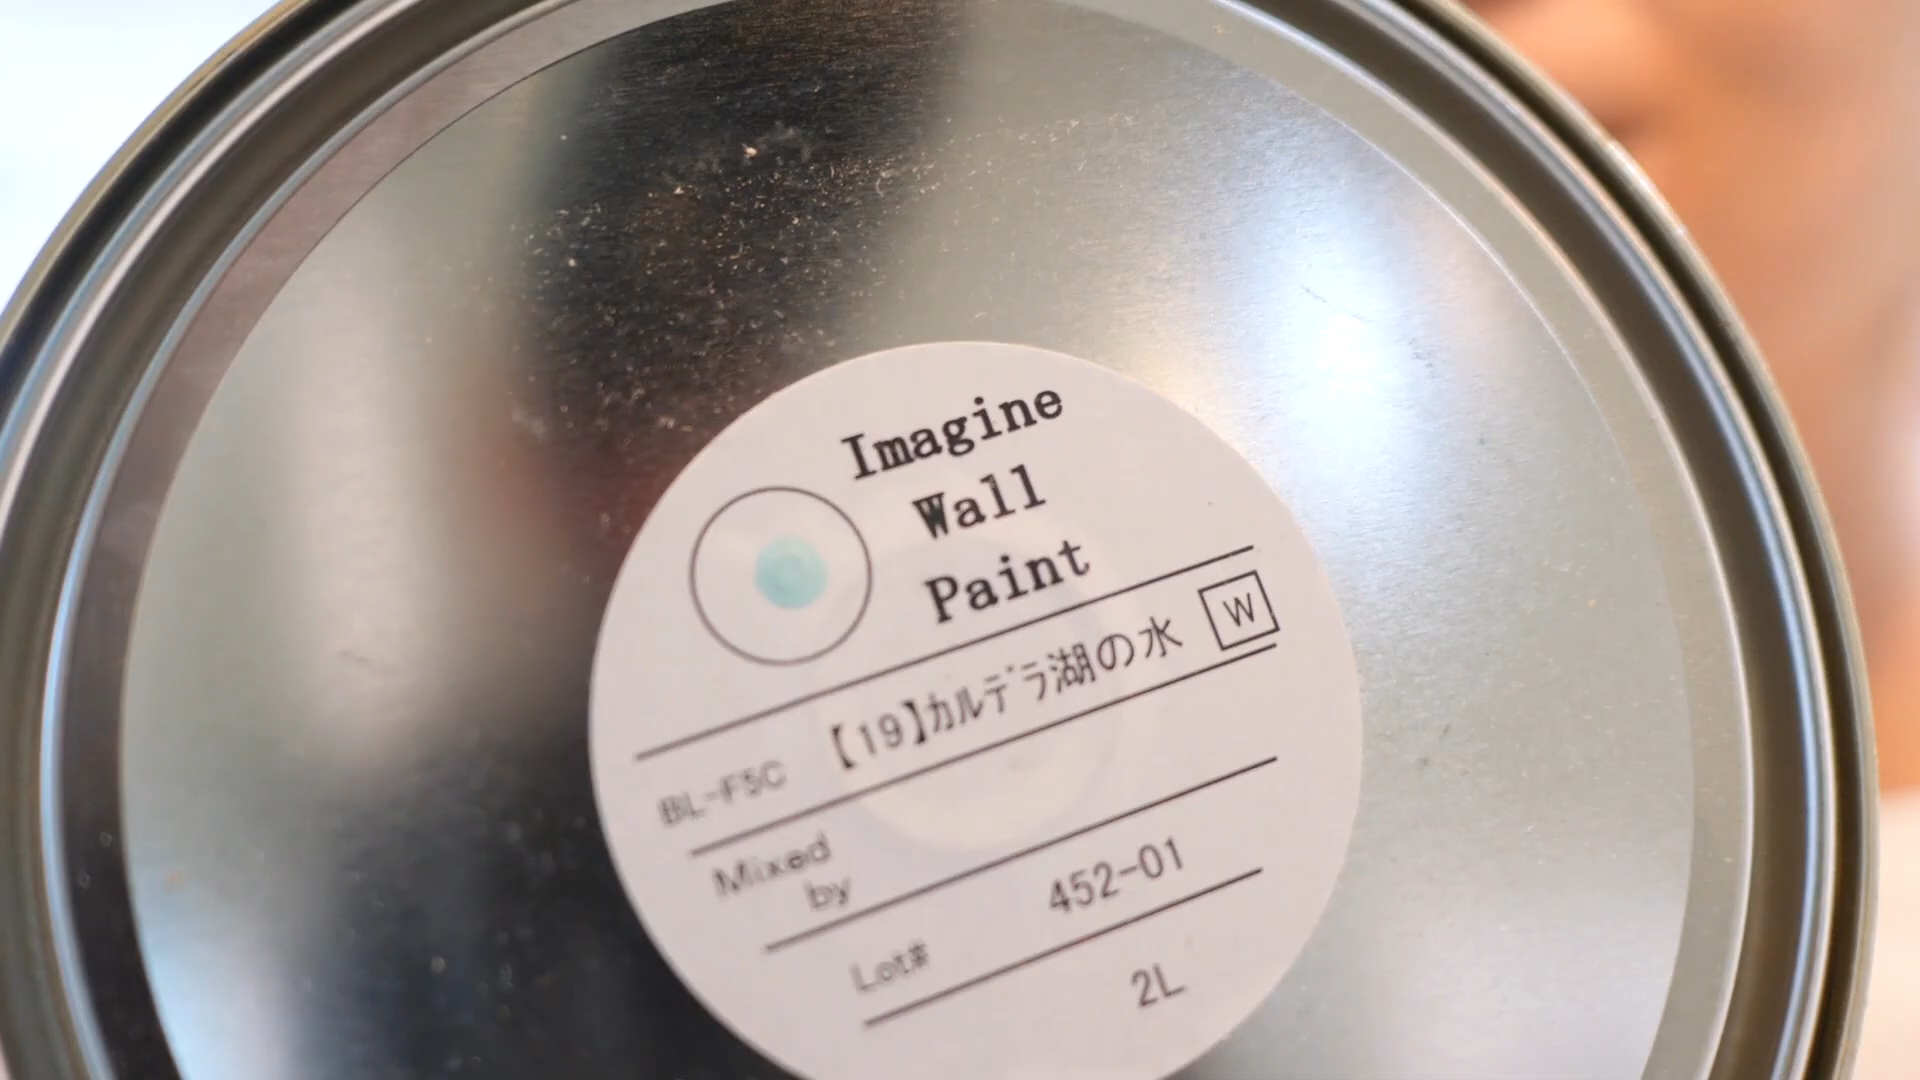 Imagine
Wall
Paint
BL-F5C 【19】ｶﾙﾃﾞﾗ湖の水 W
Mixed
by
Lot# 452-01
2L